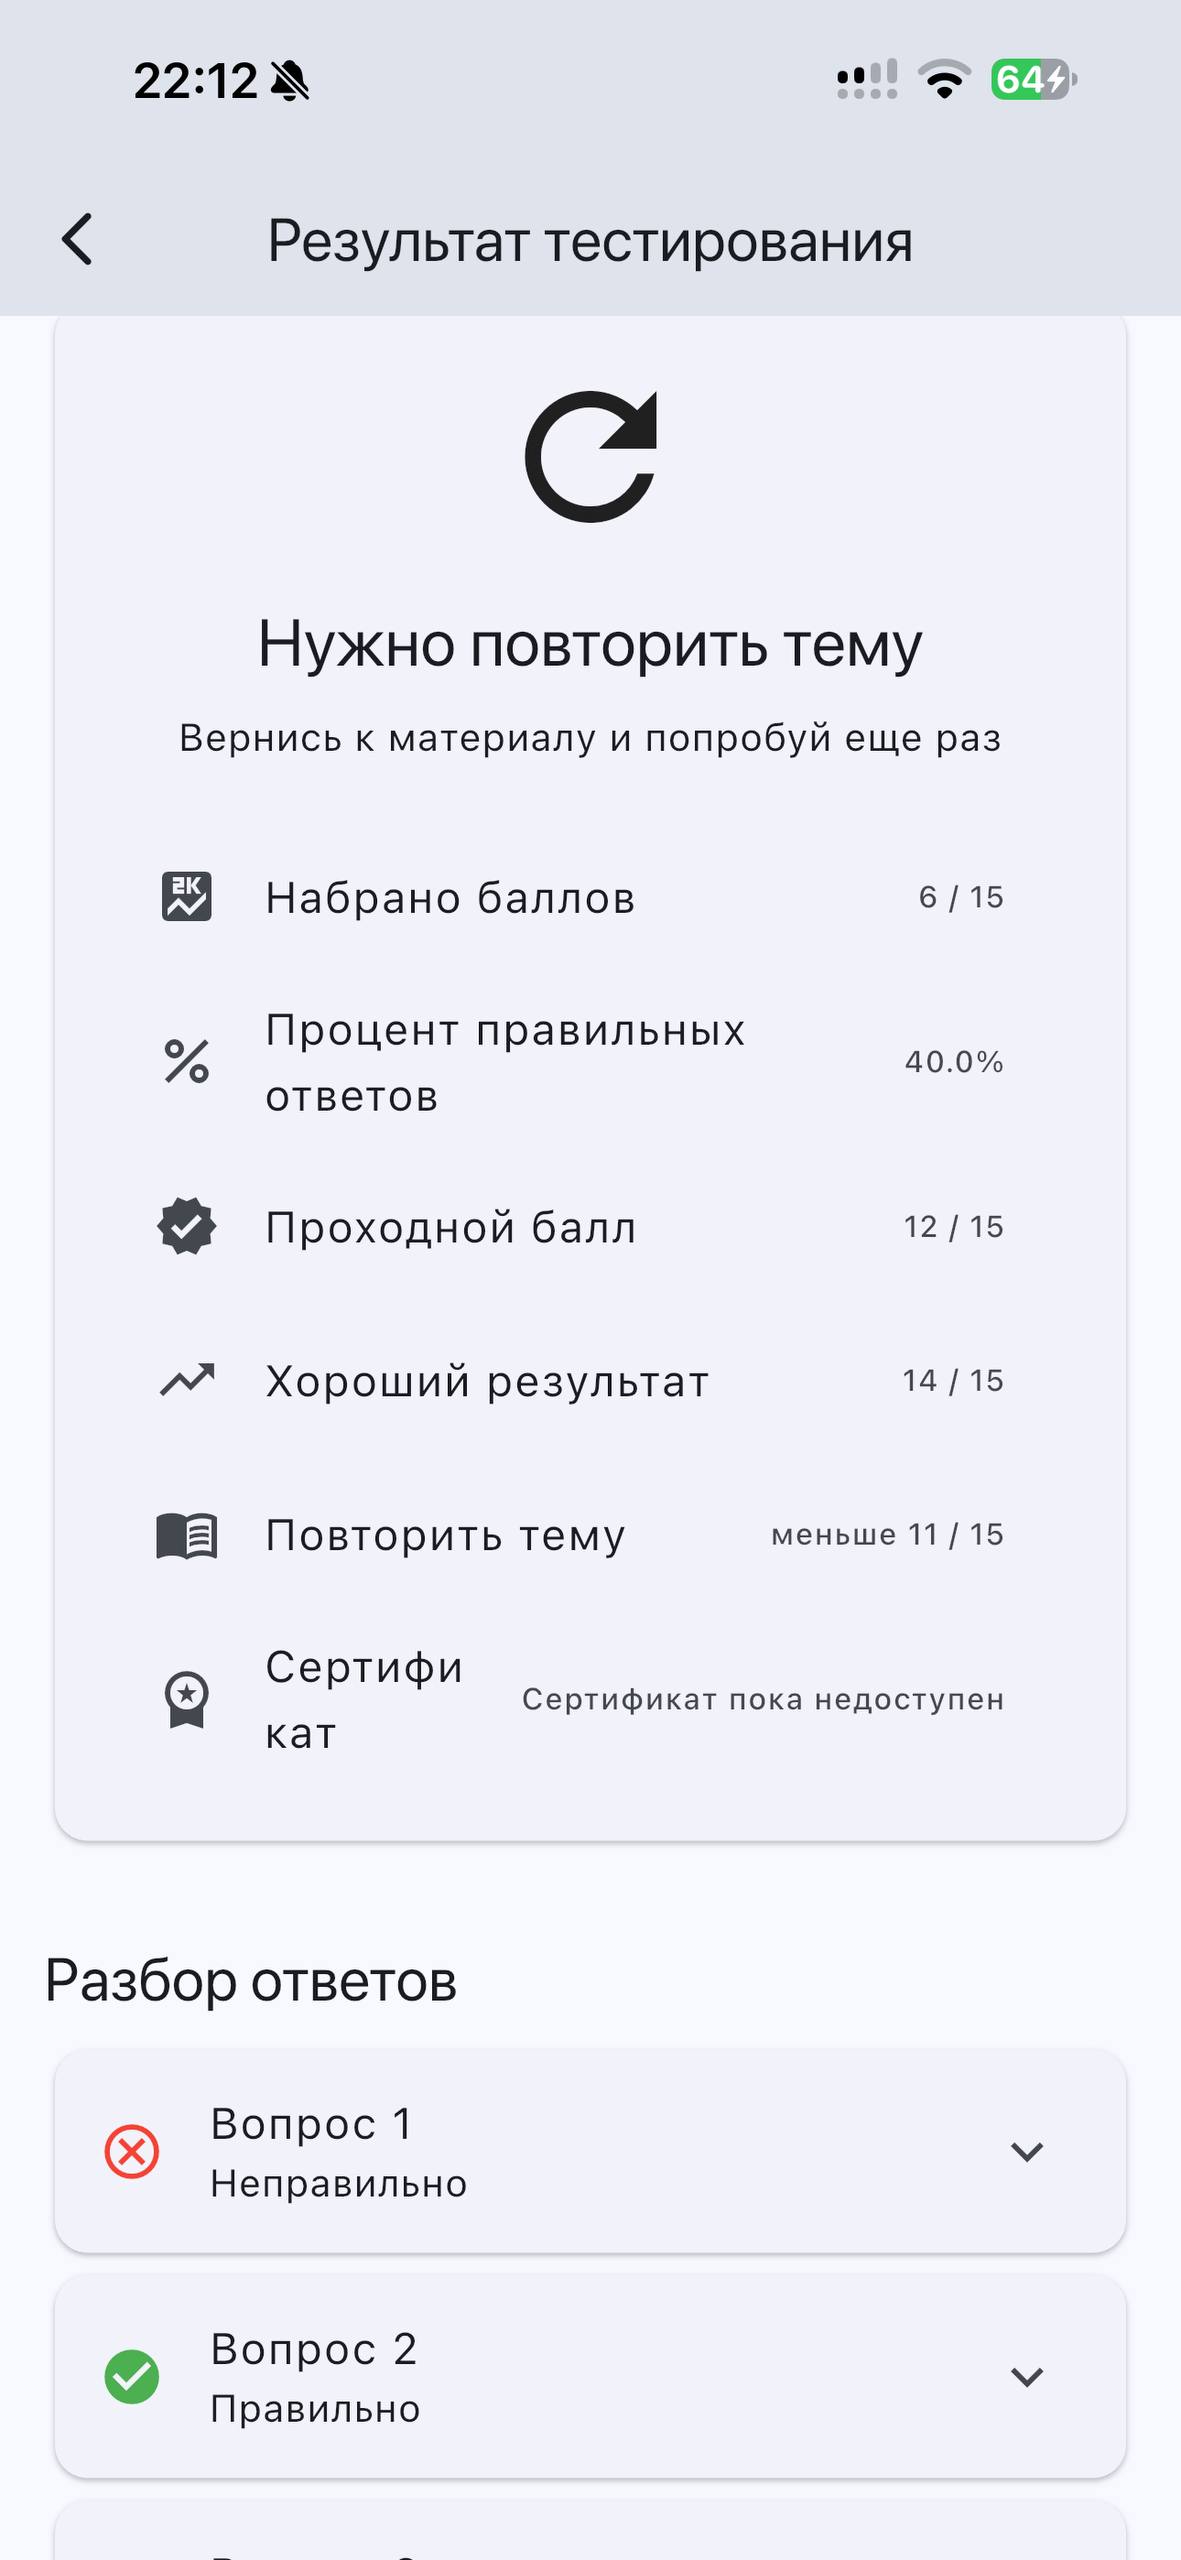 22:12
64
Результат тестирования
Нужно повторить тему
Вернись к материалу и попробуй еще раз
2K
Набрано баллов 6 / 15
Процент правильных
ответов
40.0%
Проходной балл 12 / 15
Хороший результат 14 / 15
Повторить тему меньше 11 / 15
Сертифи
кат
Сертификат пока недоступен
Разбор ответов
Вопрос 1
Неправильно
Вопрос 2
Правильно